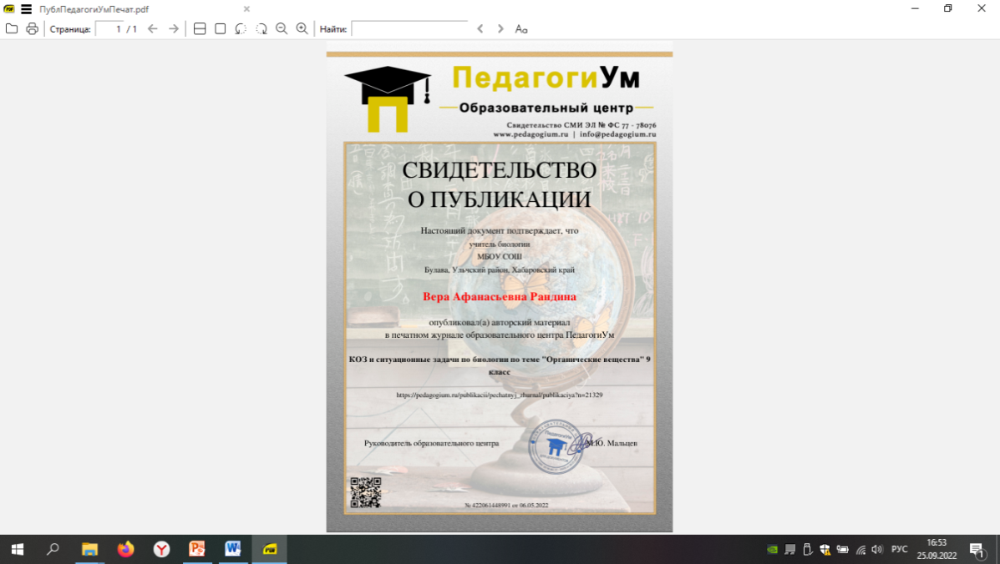 ПублПедагогиУмПечат.pdf
Страница: 1 / 1 Найти: Aa
ПедагогиУм
Образовательный центр
Свидетельство СМИ ЭЛ № ФС 77 - 78076
www.pedagogium.ru | info@pedagogium.ru
СВИДЕТЕЛЬСТВО
О ПУБЛИКАЦИИ
Настоящий документ подтверждает, что
учитель биологии
МБОУ СОШ
Булава, Ульчский район, Хабаровский край
Вера Афанасьевна Рандина
опубликовал(а) авторский материал
в печатном журнале образовательного центра ПедагогиУм
КОЗ и ситуационные задачи по биологии по теме "Органические вещества" 9
класс
https://pedagogium.ru/publikacii/pechatnyj_zhurnal/publikaciya?n=21329
Руководитель образовательного центра М.Ю. Мальцев
№ 422061448991 от 06.05.2022
РУС
16:53
25.09.2022
1